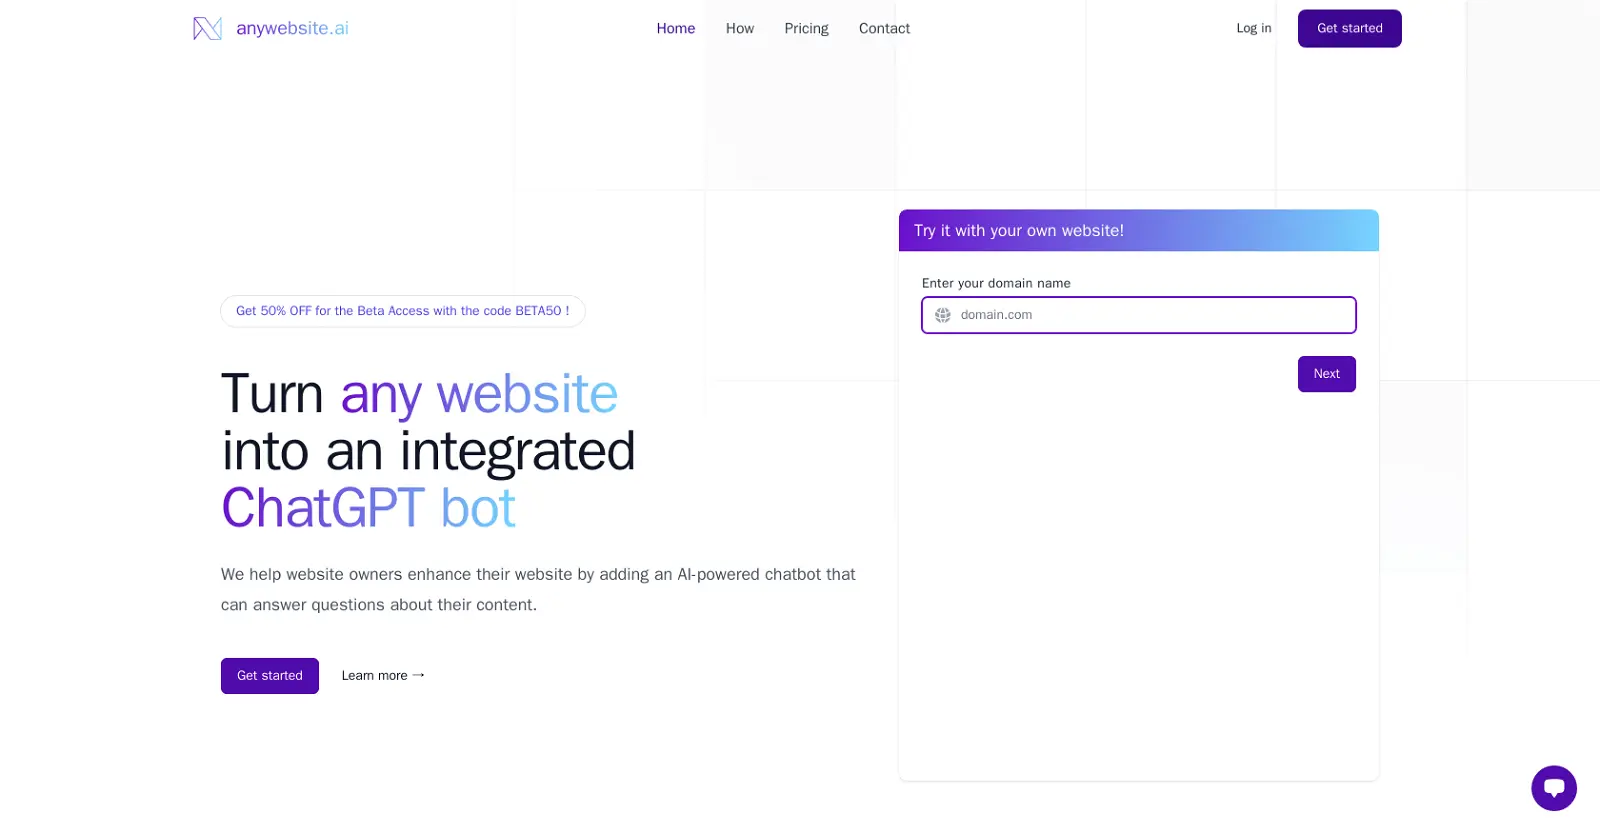 anywebsite.ai
Home How Pricing Contact
Log in Get started
Get 50% OFF for the Beta Access with the code BETA50 !
Turn any website
into an integrated
ChatGPT bot
We help website owners enhance their website by adding an AI-powered chatbot that
can answer questions about their content.
Get started Learn more →
Try it with your own website!
Enter your domain name
domain.com
Next